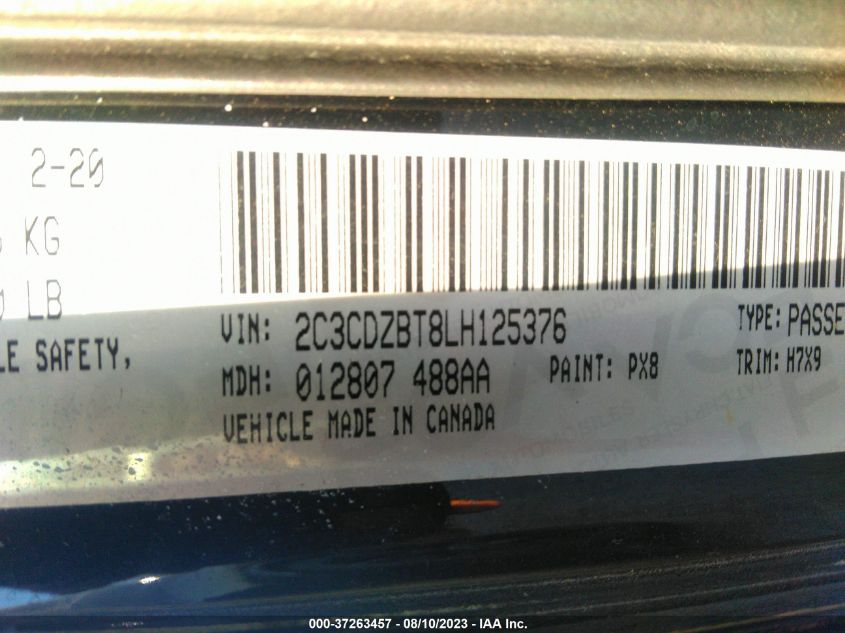 2-20
KG
LB
LE SAFETY,
VIN: 2C3CDZBT8LH125376
TYPE: PASSE
MDH: 012807 488AA
PAINT: PX8
TRIM: H7X9
VEHICLE MADE IN CANADA
000-37263457 - 08/10/2023 - IAA Inc.